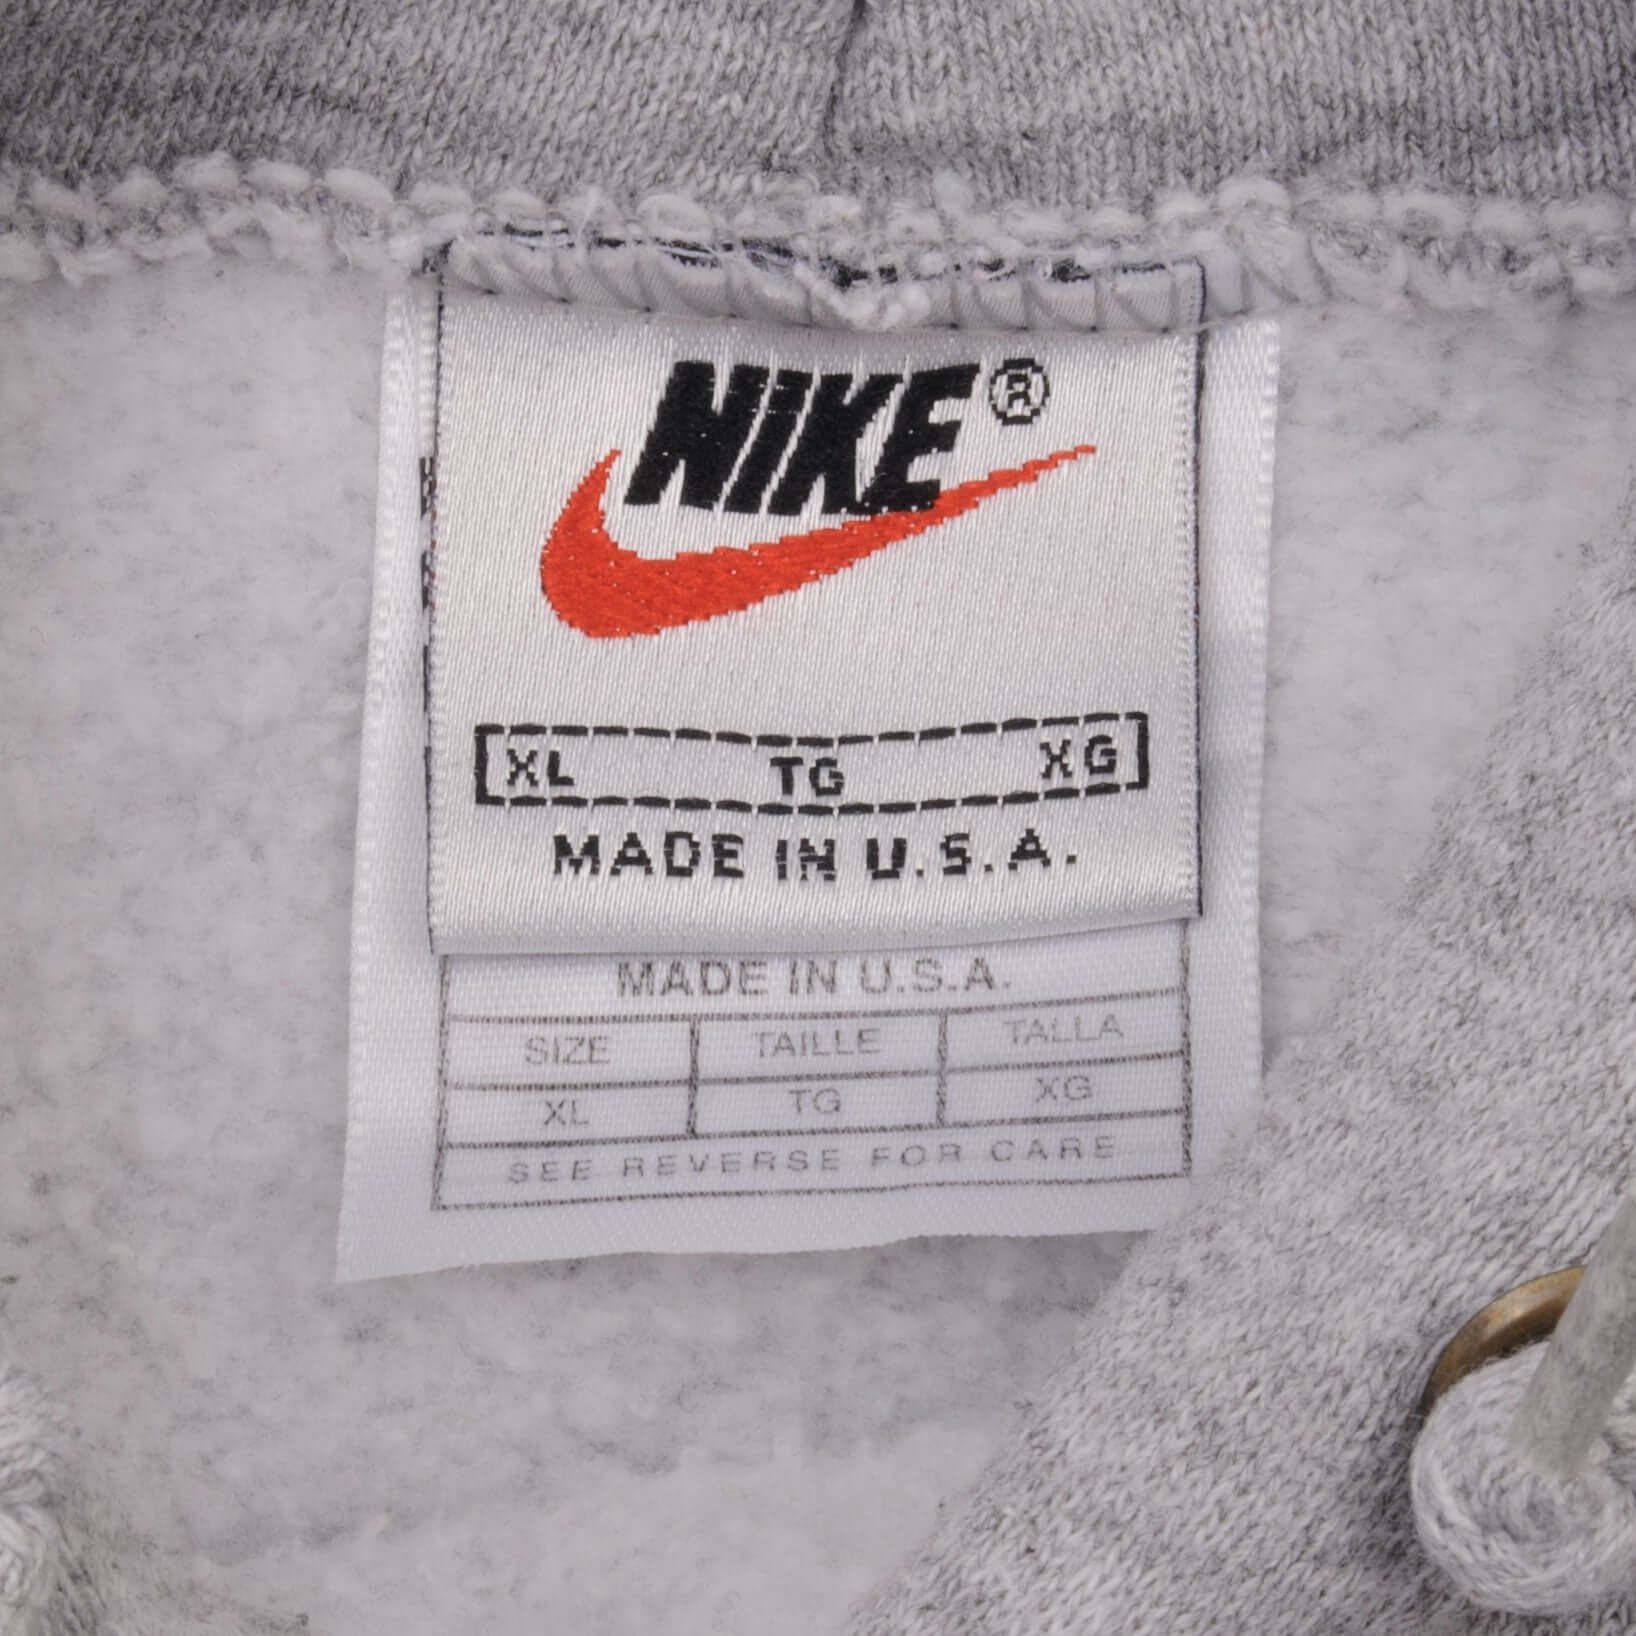 NIKE®
XL TG XG
MADE IN U.S.A.
MADE IN U.S.A.
SIZE TAILLE TALLA
XL TG XG
SEE REVERSE FOR CARE